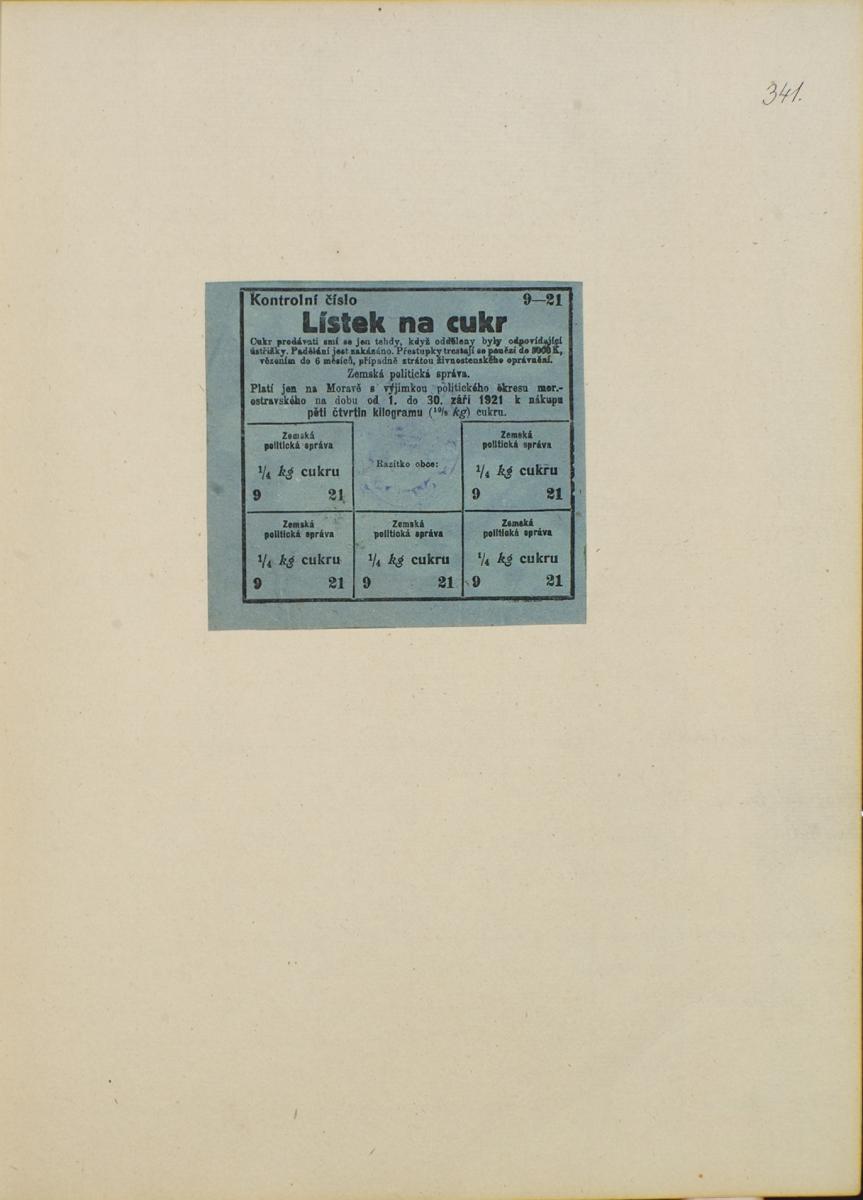 341.
Kontrolní číslo 9—21
Lístek na cukr
Cukr prodávati smí se jen tehdy, když odděleny byly odpovídající
ústřižky. Padělání jest zakázáno. Přestupky trestají se penězi do K,
vězením do 6 měsíců, případně ztrátou živnostenského oprávnění.
Zemská politická správa.
Platí jen na Moravě s výjimkou politického okresu mor.-
ostravského na dobu od 1. do 30. září 1921 k nákupu
pěti čtvrtin kilogramu (¹⁰/₈ kg) cukru.
Zemská
politická správa
¹/₄ kg cukru
9 21
Razítko obce:
Zemská
politická správa
¹/₄ kg cukru
9 21
Zemská
politická správa
¹/₄ kg cukru
9 21
Zemská
politická správa
¹/₄ kg cukru
9 21
Zemská
politická správa
¹/₄ kg cukru
9 21